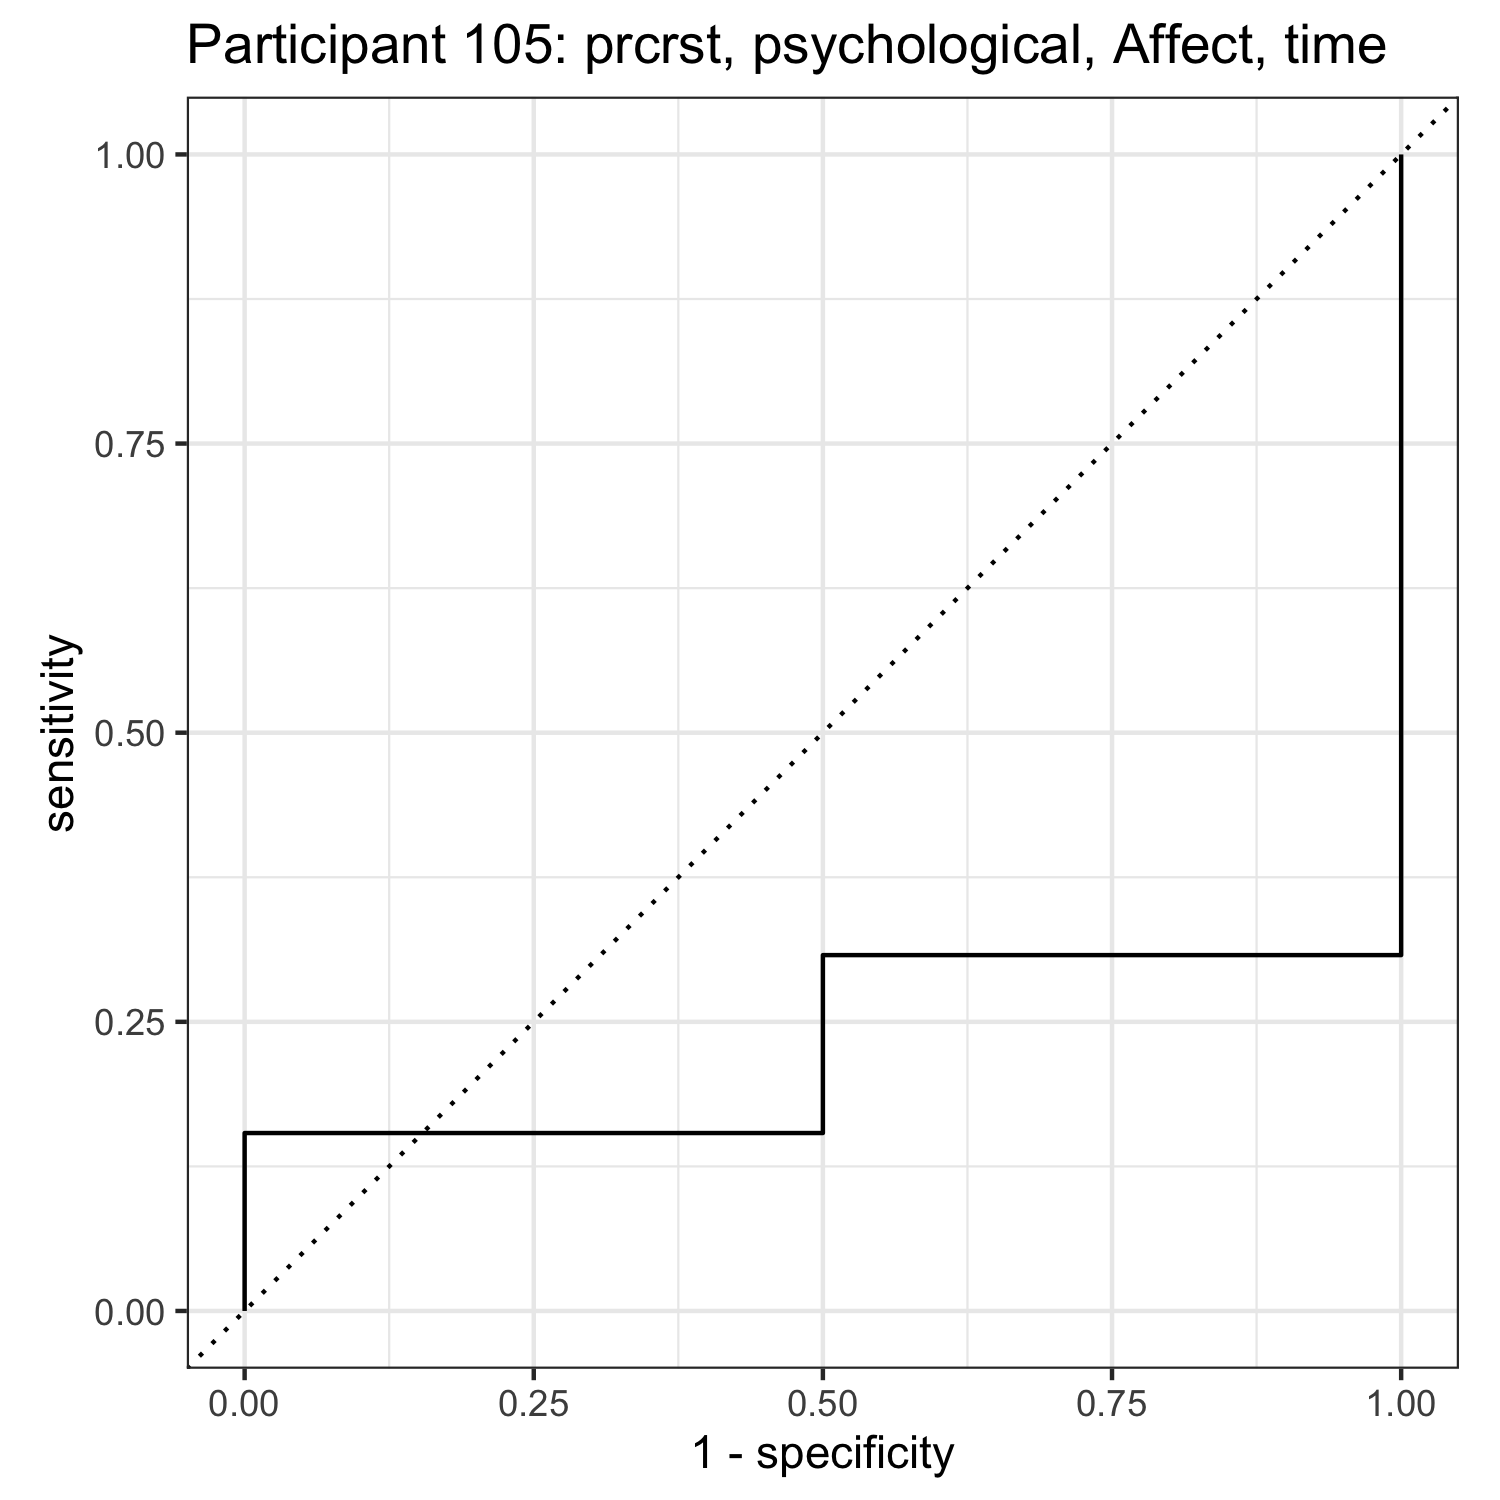 Participant 105: prcrst, psychological, Affect, time
1.00
0.75
0.50
0.25
0.00
sensitivity
0.00 0.25 0.50 0.75 1.00
1 - specificity